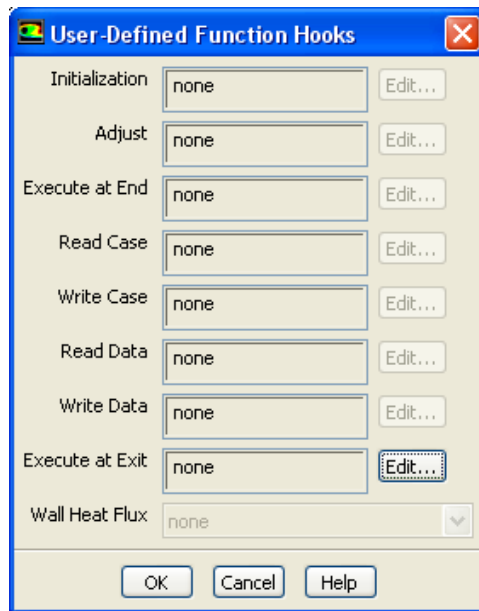 User-Defined Function Hooks
Initialization none Edit...
Adjust none Edit...
Execute at End none Edit...
Read Case none Edit...
Write Case none Edit...
Read Data none Edit...
Write Data none Edit...
Execute at Exit none Edit...
Wall Heat Flux none
OK Cancel Help